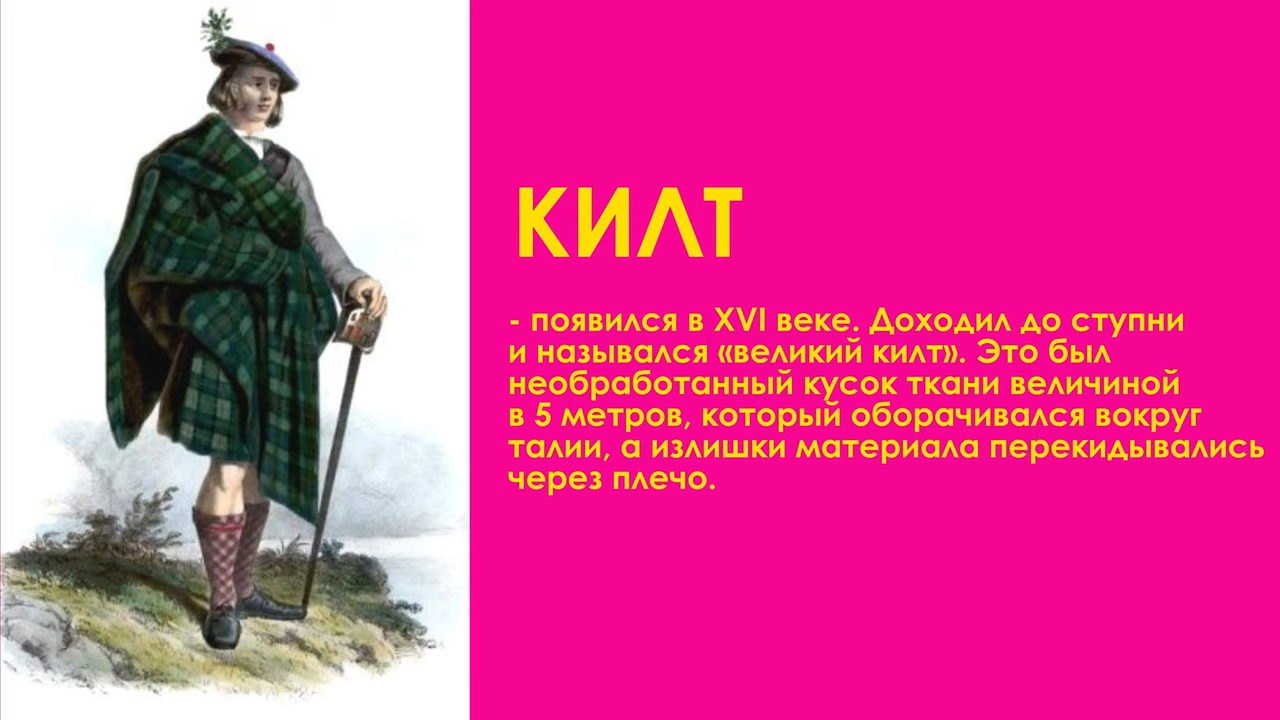 КИЛТ
- появился в XVI веке. Доходил до ступни
и назывался «великий килт». Это был
необработанный кусок ткани величиной
в 5 метров, который оборачивался вокруг
талии, а излишки материала перекидывались
через плечо.